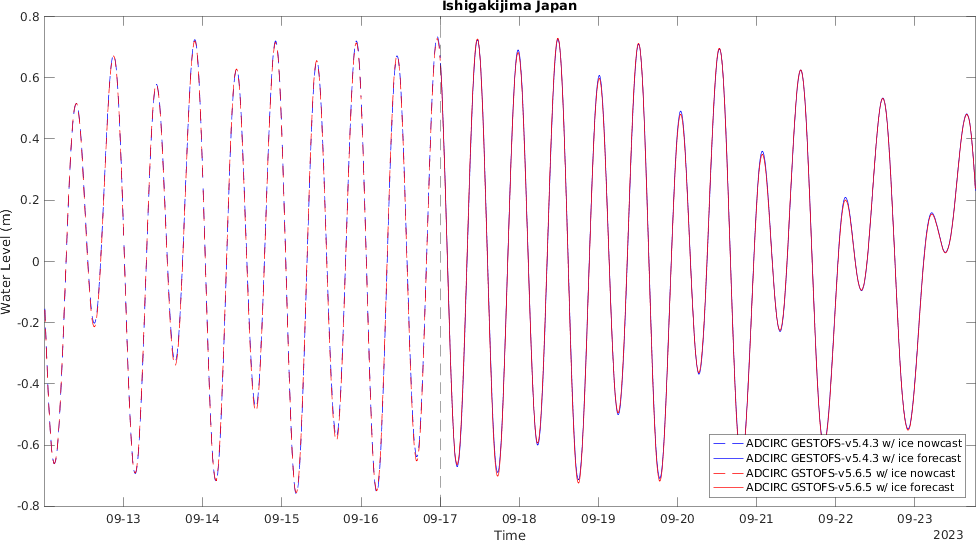 Ishigakijima Japan
0.8
0.6
0.4
0.2
0
-0.2
-0.4
-0.6
-0.8
Water Level (m)
ADCIRC GESTOFS-v5.4.3 w/ ice nowcast
ADCIRC GESTOFS-v5.4.3 w/ ice forecast
ADCIRC GSTOFS-v5.6.5 w/ ice nowcast
ADCIRC GSTOFS-v5.6.5 w/ ice forecast
09-13 09-14 09-15 09-16 09-17 09-18 09-19 09-20 09-21 09-22 09-23
Time
2023